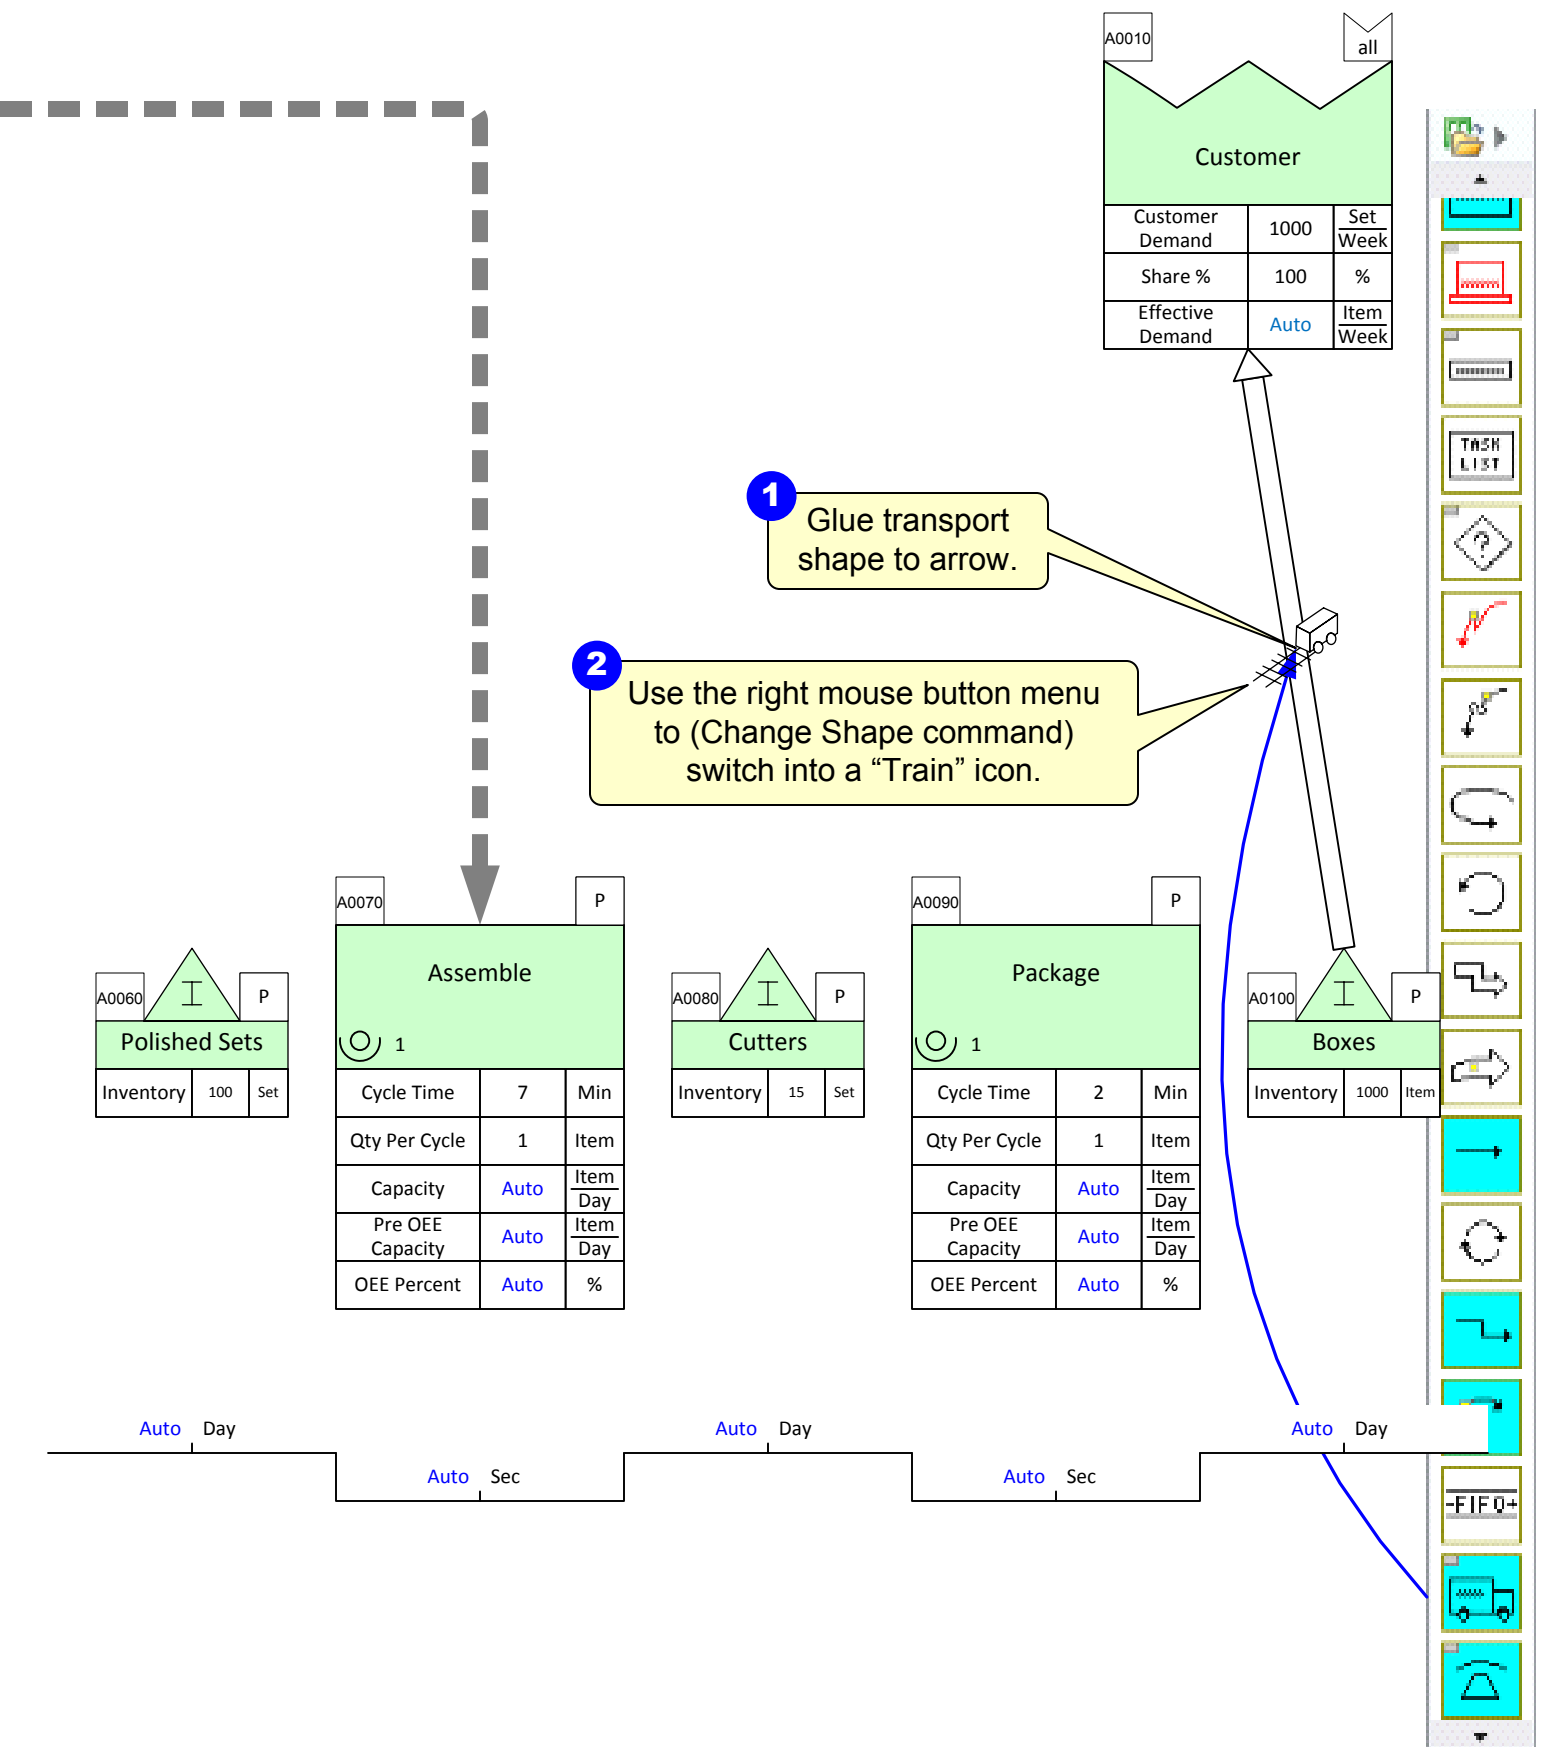 A0010
all
Customer
Customer
Demand
1000
Set
Week
Share %
100
%
Effective
Demand
Auto
Item
Week
TASK
LIST
?
1
Glue transport
shape to arrow.
2
Use the right mouse button menu
to (Change Shape command)
switch into a “Train” icon.
A0060
I
P
Polished Sets
Inventory
100
Set
A0070
P
Assemble
1
Cycle Time
7
Min
Qty Per Cycle
1
Item
Capacity
Auto
Item
Day
Pre OEE
Capacity
Auto
Item
Day
OEE Percent
Auto
%
A0080
I
P
Cutters
Inventory
15
Set
A0090
P
Package
1
Cycle Time
2
Min
Qty Per Cycle
1
Item
Capacity
Auto
Item
Day
Pre OEE
Capacity
Auto
Item
Day
OEE Percent
Auto
%
A0100
I
P
Boxes
Inventory
1000
Item
Auto Day
Auto Sec
Auto Day
Auto Sec
Auto Day
-FIFO+